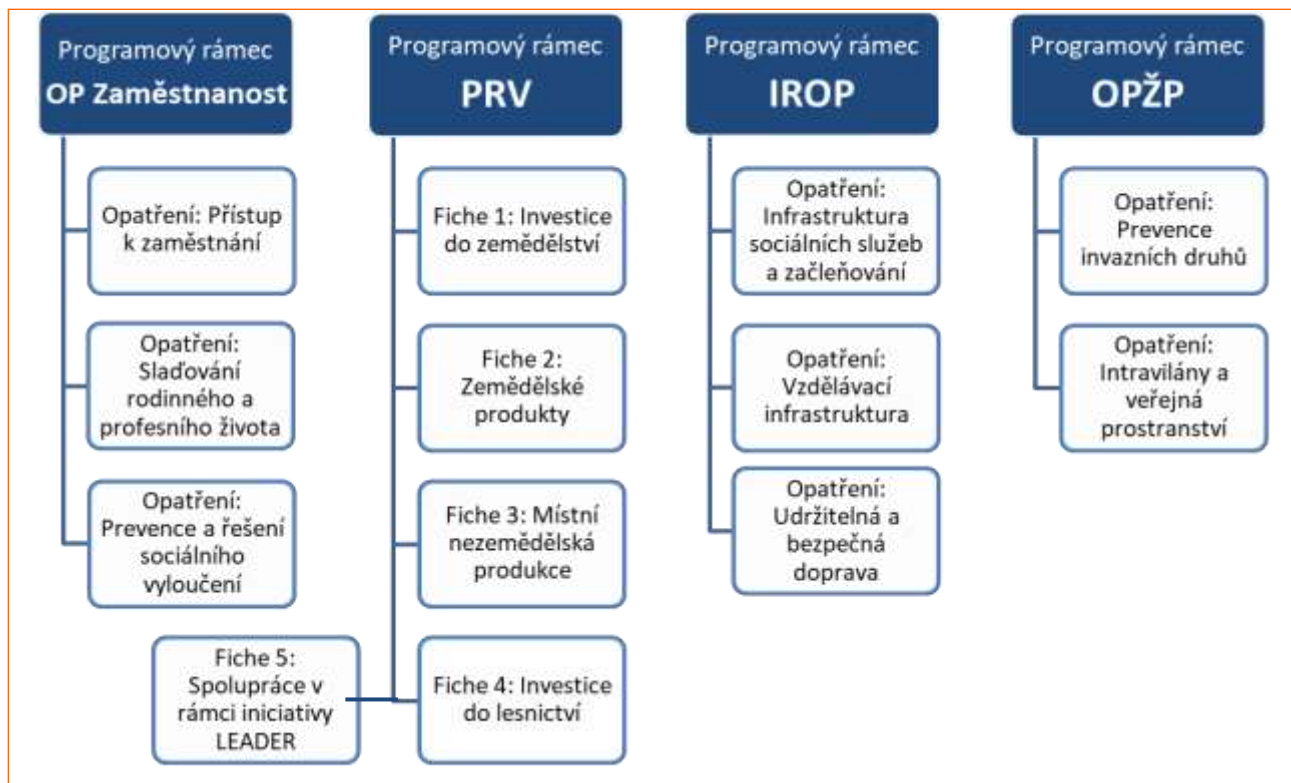 Programový rámec
OP Zaměstnanost
Opatření: Přístup
k zaměstnání
Opatření:
Slaďování
rodinného a
profesního života
Opatření:
Prevence a řešení
sociálního
vyloučení
Programový rámec
PRV
Fiche 1: Investice
do zemědělství
Fiche 2:
Zemědělské
produkty
Fiche 3: Místní
nezemědělská
produkce
Fiche 4: Investice
do lesnictví
Fiche 5:
Spolupráce v
rámci iniciativy
LEADER
Programový rámec
IROP
Opatření:
Infrastruktura
sociálních služeb
a začleňování
Opatření:
Vzdělávací
infrastruktura
Opatření:
Udržitelná a
bezpečná
doprava
Programový rámec
OPŽP
Opatření:
Prevence
invazních druhů
Opatření:
Intravilány a
veřejná
prostranství